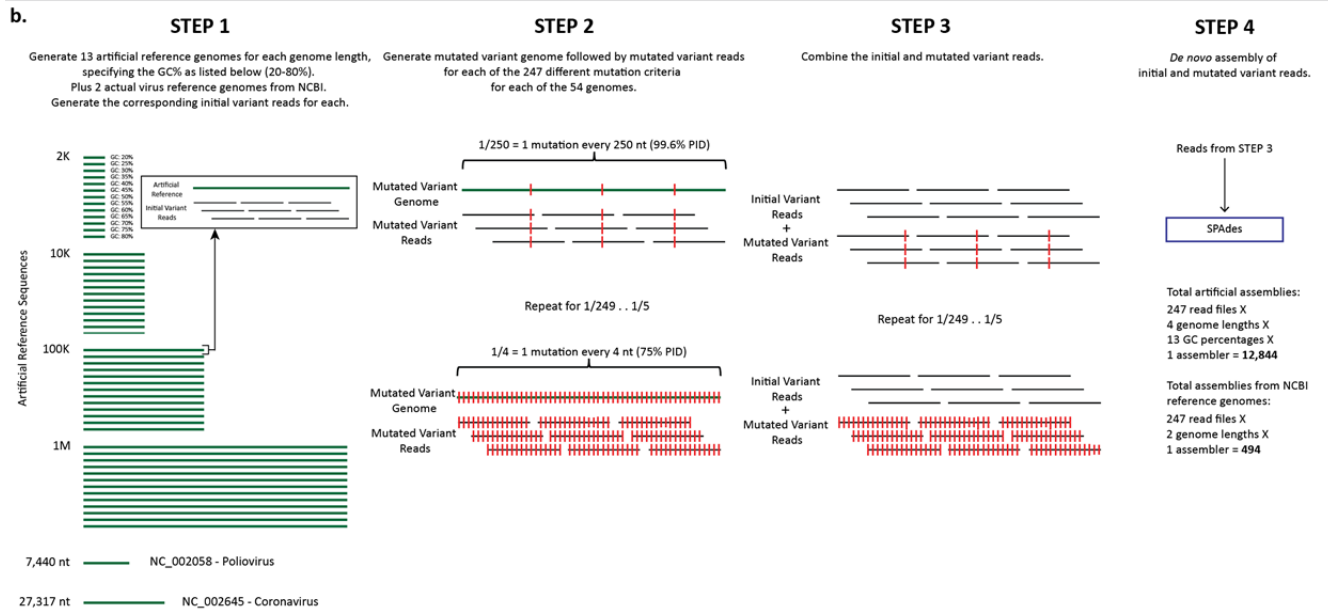 b.
STEP 1
Generate 13 artificial reference genomes for each genome length,
specifying the GC% as listed below (20-80%).
Plus 2 actual virus reference genomes from NCBI.
Generate the corresponding initial variant reads for each.
Artificial Reference Sequences
2K
GC: 20%
GC: 25%
GC: 30%
GC: 35%
GC: 40%
GC: 45%
GC: 50%
GC: 55%
GC: 60%
GC: 65%
GC: 70%
GC: 75%
GC: 80%
Artificial
Reference
Initial Variant
Reads
10K
100K
1M
7,440 nt
NC_002058 - Poliovirus
27,317 nt
NC_002645 - Coronavirus
STEP 2
Generate mutated variant genome followed by mutated variant reads
for each of the 247 different mutation criteria
for each of the 54 genomes.
1/250 = 1 mutation every 250 nt (99.6% PID)
Mutated Variant
Genome
Mutated Variant
Reads
Repeat for 1/249 . . 1/5
1/4 = 1 mutation every 4 nt (75% PID)
Mutated Variant
Genome
Mutated Variant
Reads
STEP 3
Combine the initial and mutated variant reads.
Initial Variant
Reads
+
Mutated Variant
Reads
Repeat for 1/249 . . 1/5
Initial Variant
Reads
+
Mutated Variant
Reads
STEP 4
De novo assembly of
initial and mutated variant reads.
Reads from STEP 3
SPAdes
Total artificial assemblies:
247 read files X
4 genome lengths X
13 GC percentages X
1 assembler = 12,844
Total assemblies from NCBI
reference genomes:
247 read files X
2 genome lengths X
1 assembler = 494